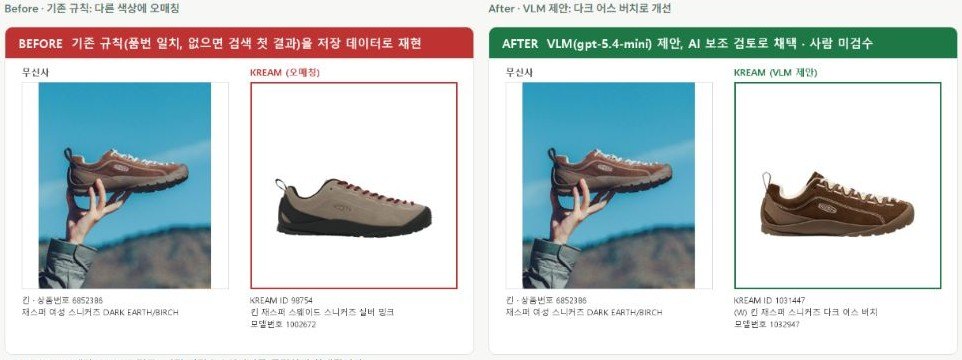 Before · 기존 규칙: 다른 색상에 오매칭
BEFORE 기존 규칙(품번 일치, 없으면 검색 첫 결과)을 저장 데이터로 재현
무신사
KREAM (오매칭)
KEEN
KEEN
킨 · 상품번호 6852386
재스퍼 여성 스니커즈 DARK EARTH/BIRCH
KREAM ID 98754
킨 재스퍼 스웨이드 스니커즈 실버 밍크
모델번호 1002672
After · VLM 제안: 다크 어스 버치로 개선
AFTER VLM(gpt-5.4-mini) 제안, AI 보조 검토로 채택 · 사람 미검수
무신사
KREAM (VLM 제안)
KEEN
KEEN
킨 · 상품번호 6852386
재스퍼 여성 스니커즈 DARK EARTH/BIRCH
KREAM ID 1031447
(W) 킨 재스퍼 스니커즈 다크 어스 버치
모델번호 1032947